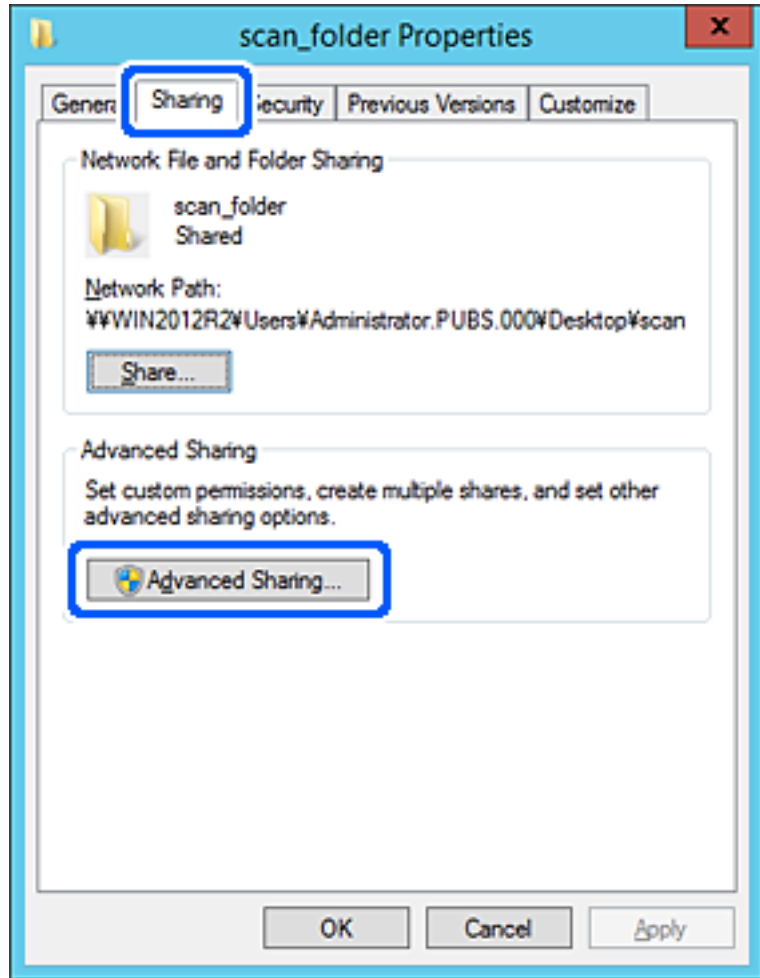 scan_folder Properties
x
Genera Sharing Security Previous Versions Customize
Network File and Folder Sharing
scan_folder
Shared
Network Path:
¥¥WIN2012R2¥Users¥Administrator.PUBS.000¥Desktop¥scan
Share...
Advanced Sharing
Set custom permissions, create multiple shares, and set other
advanced sharing options.
Advanced Sharing...
OK Cancel Apply